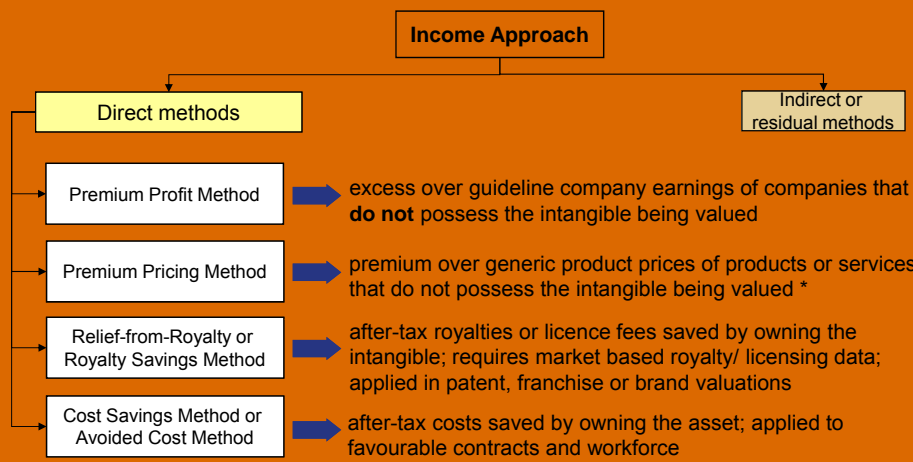 Income Approach
Direct methods
Indirect or
residual methods
Premium Profit Method
excess over guideline company earnings of companies that
do not possess the intangible being valued
Premium Pricing Method
premium over generic product prices of products or services
that do not possess the intangible being valued *
Relief-from-Royalty or
Royalty Savings Method
after-tax royalties or licence fees saved by owning the
intangible; requires market based royalty/ licensing data;
applied in patent, franchise or brand valuations
Cost Savings Method or
Avoided Cost Method
after-tax costs saved by owning the asset; applied to
favourable contracts and workforce